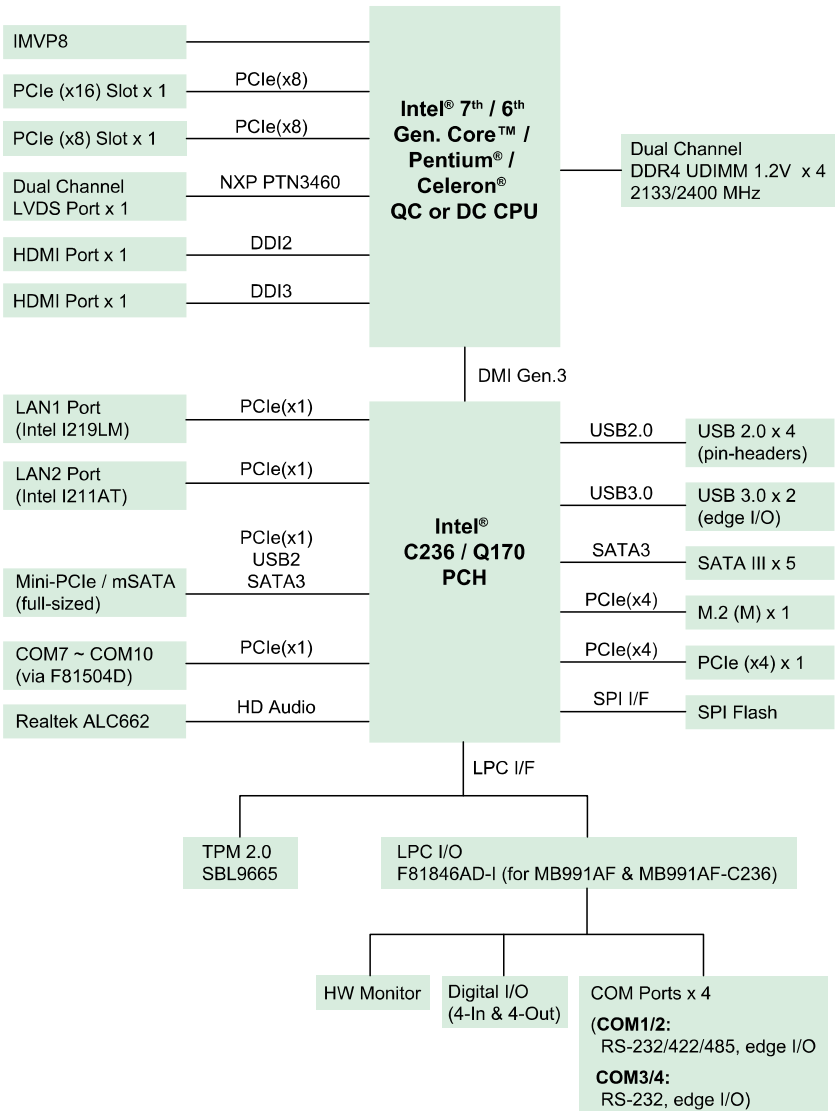 IMVP8
PCIe (x16) Slot x 1
PCIe(x8)
PCIe (x8) Slot x 1
PCIe(x8)
Dual Channel
LVDS Port x 1
NXP PTN3460
HDMI Port x 1
DDI2
HDMI Port x 1
DDI3
Intel® 7th / 6th
Gen. Core™ /
Pentium® /
Celeron®
QC or DC CPU
Dual Channel
DDR4 UDIMM 1.2V x 4
2133/2400 MHz
DMI Gen.3
LAN1 Port
(Intel I219LM)
PCIe(x1)
LAN2 Port
(Intel I211AT)
PCIe(x1)
Mini-PCIe / mSATA
(full-sized)
PCIe(x1)
USB2
SATA3
COM7 ~ COM10
(via F81504D)
PCIe(x1)
Realtek ALC662
HD Audio
Intel®
C236 / Q170
PCH
USB2.0
USB 2.0 x 4
(pin-headers)
USB3.0
USB 3.0 x 2
(edge I/O)
SATA3
SATA III x 5
PCIe(x4)
M.2 (M) x 1
PCIe(x4)
PCIe (x4) x 1
SPI I/F
SPI Flash
LPC I/F
TPM 2.0
SBL9665
LPC I/O
F81846AD-I (for MB991AF & MB991AF-C236)
HW Monitor
Digital I/O
(4-In & 4-Out)
COM Ports x 4
(COM1/2:
RS-232/422/485, edge I/O
COM3/4:
RS-232, edge I/O)